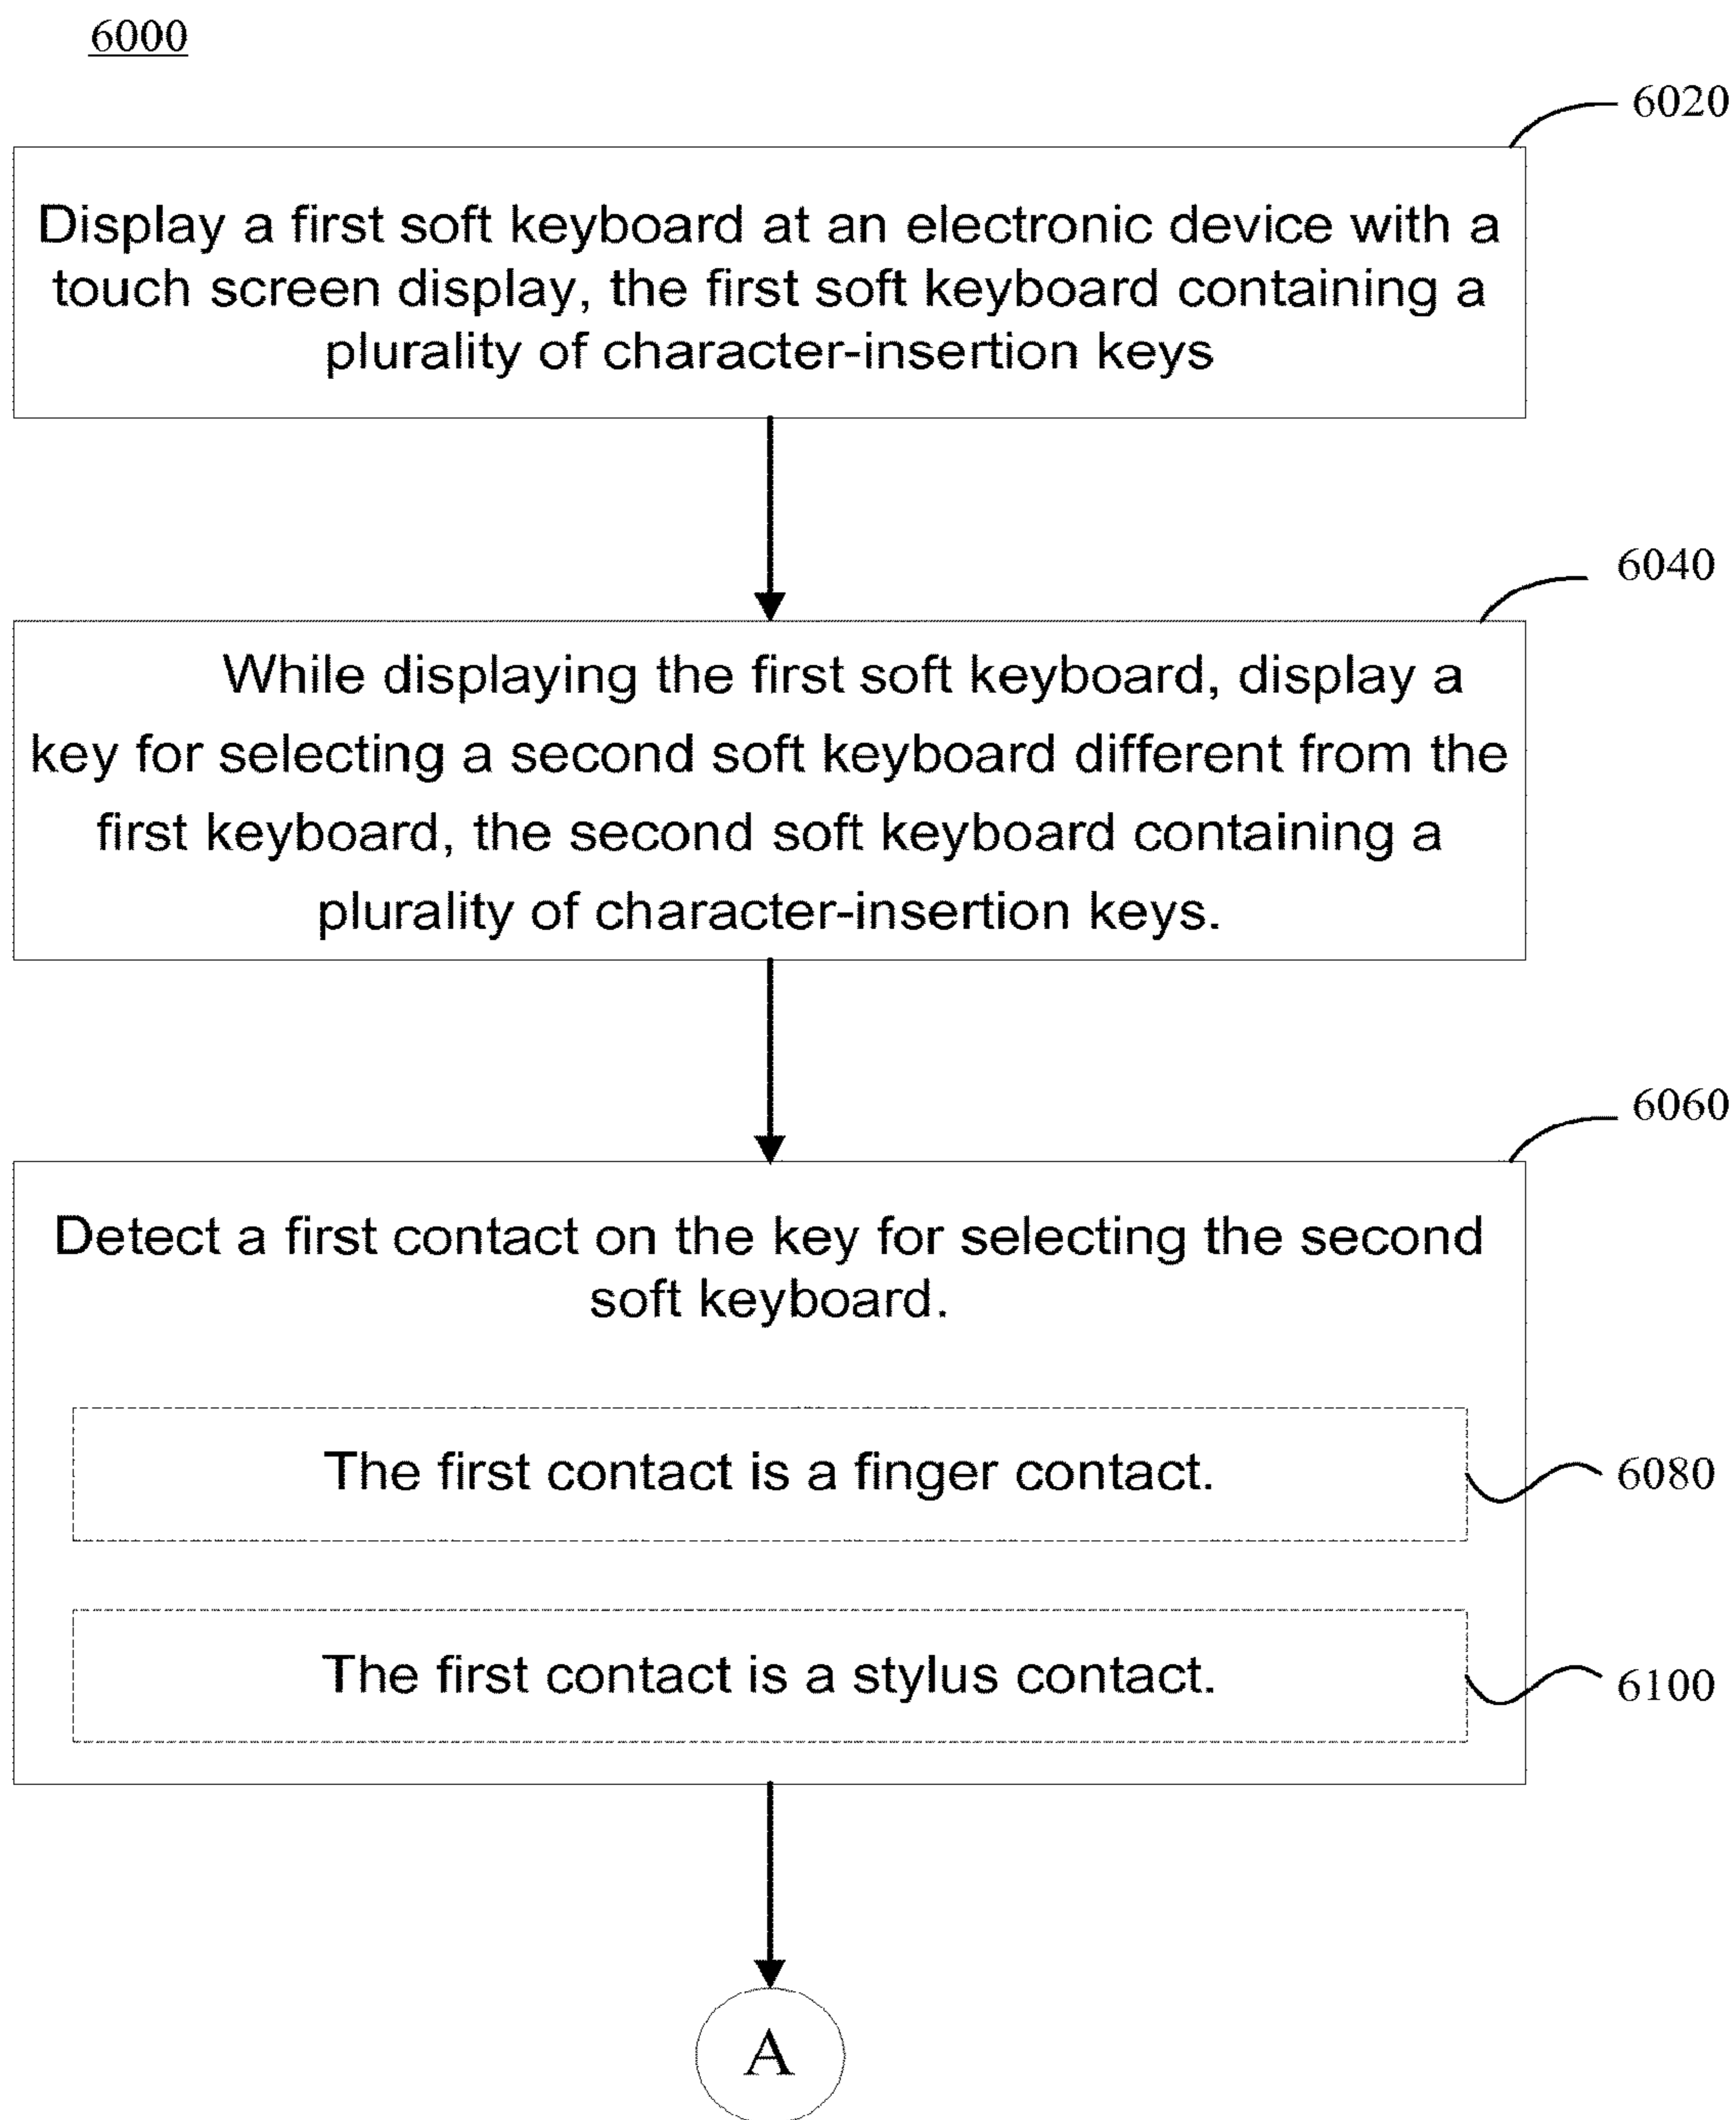 6000
6020
Display a first soft keyboard at an electronic device with a
touch screen display, the first soft keyboard containing a
plurality of character-insertion keys
6040
While displaying the first soft keyboard, display a
key for selecting a second soft keyboard different from the
first keyboard, the second soft keyboard containing a
plurality of character-insertion keys.
6060
Detect a first contact on the key for selecting the second
soft keyboard.
The first contact is a finger contact.
6080
The first contact is a stylus contact.
6100
A